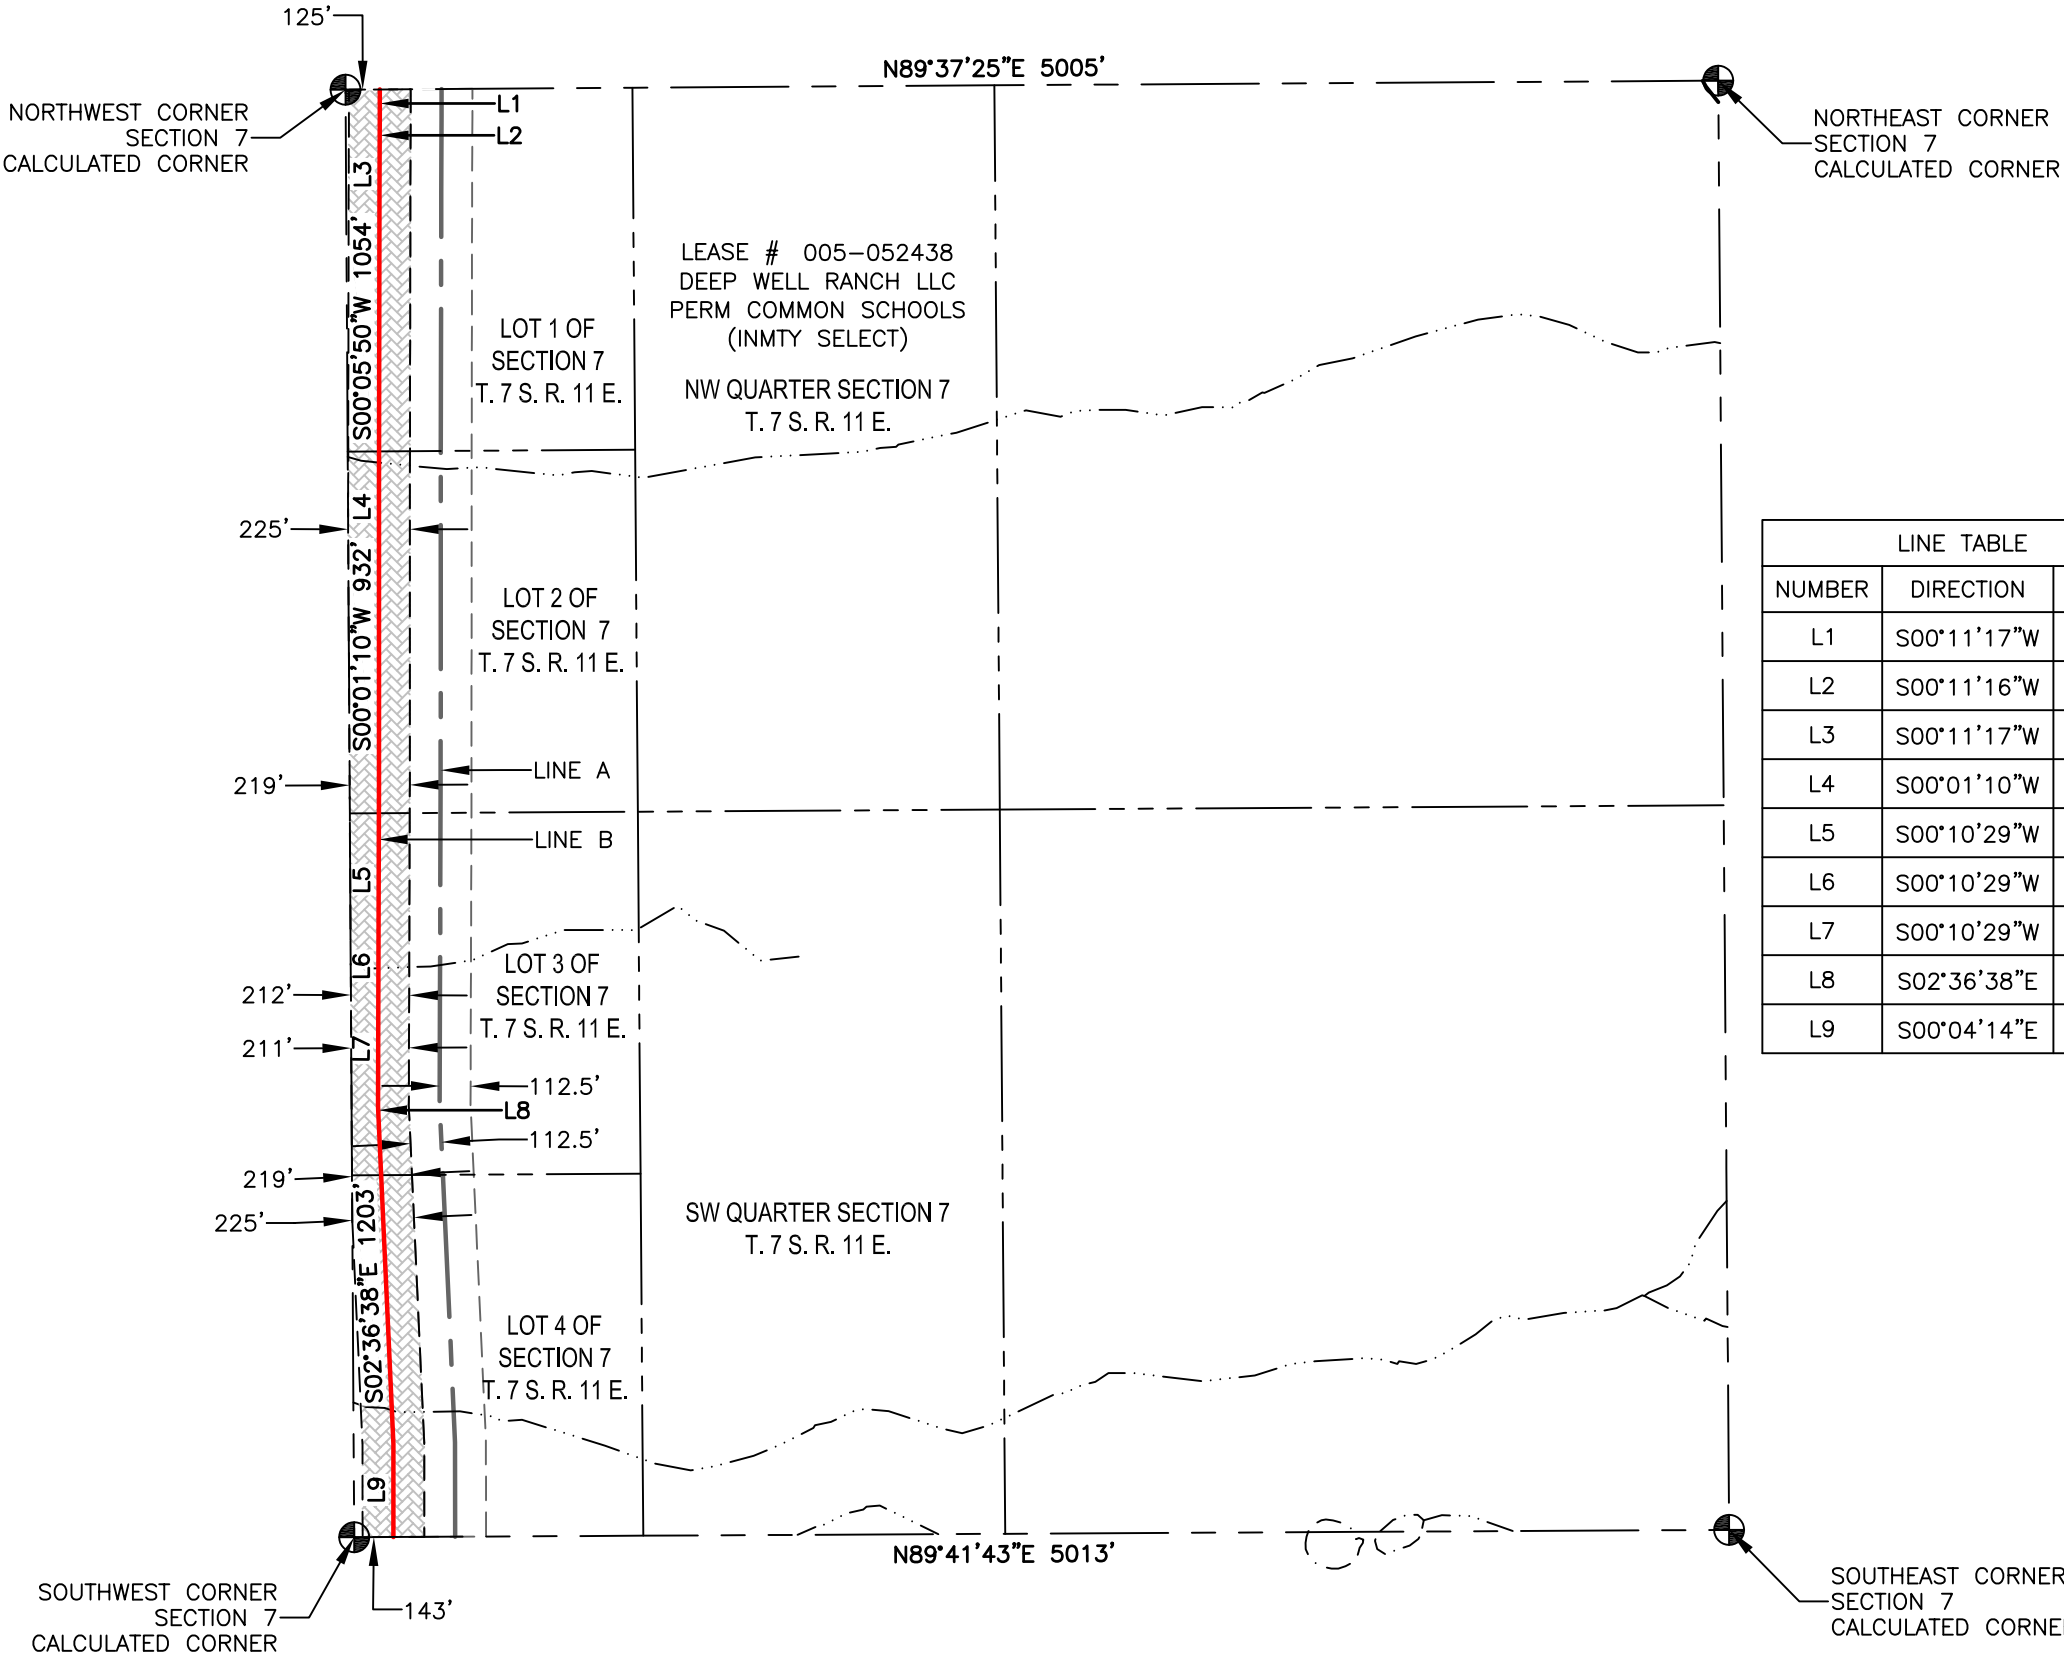 125'
N89°37'25"E 5005'
NORTHWEST CORNER
SECTION 7
CALCULATED CORNER
NORTHEAST CORNER
SECTION 7
CALCULATED CORNER
L1
L2
L3
S00°05'50"W 1054'
LEASE # 005-052438
DEEP WELL RANCH LLC
PERM COMMON SCHOOLS
(INMTY SELECT)
NW QUARTER SECTION 7
T. 7 S. R. 11 E.
LOT 1 OF
SECTION 7
T. 7 S. R. 11 E.
L4
225'
S00°01'10"W 932'
LOT 2 OF
SECTION 7
T. 7 S. R. 11 E.
219'
LINE A
LINE B
LINE TABLE
NUMBER DIRECTION
L1 S00°11'17"W
L2 S00°11'16"W
L3 S00°11'17"W
L4 S00°01'10"W
L5 S00°10'29"W
L6 S00°10'29"W
L7 S00°10'29"W
L8 S02°36'38"E
L9 S00°04'14"E
L5
L6
LOT 3 OF
SECTION 7
T. 7 S. R. 11 E.
212'
211'
L7
112.5'
L8
112.5'
219'
225'
S02°36'38"E 1203'
SW QUARTER SECTION 7
T. 7 S. R. 11 E.
LOT 4 OF
SECTION 7
T. 7 S. R. 11 E.
L9
N89°41'43"E 5013'
SOUTHWEST CORNER
SECTION 7
CALCULATED CORNER
143'
SOUTHEAST CORNER
SECTION 7
CALCULATED CORNE